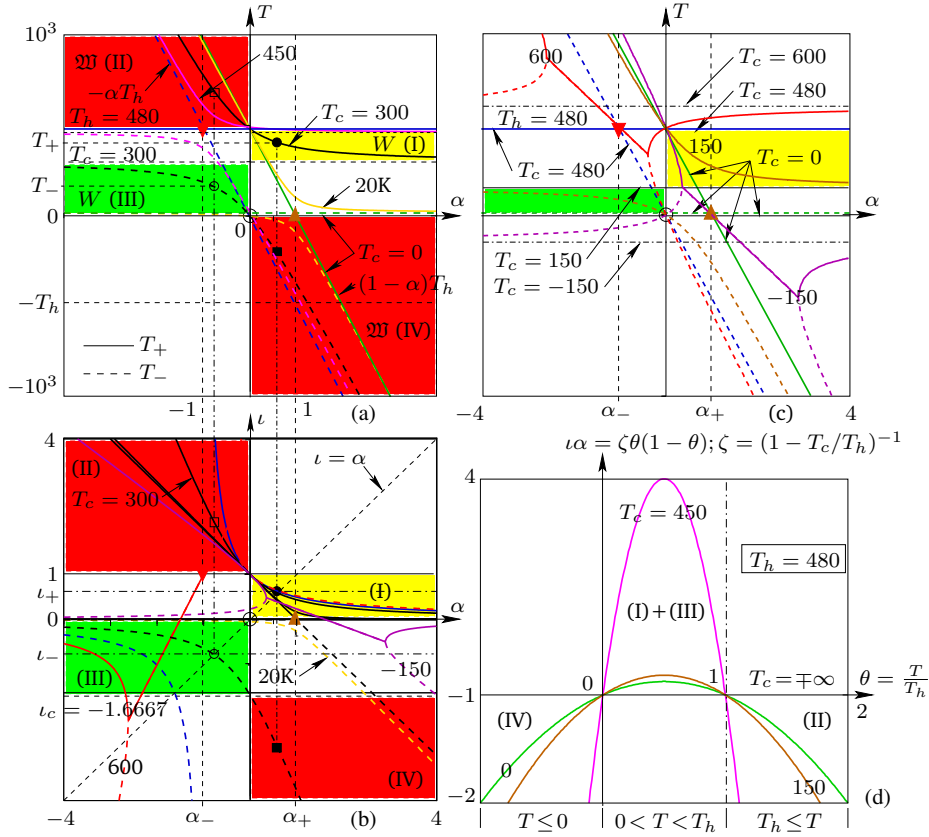 T
10³
𝔚 (II)
450
−αT_h
T_h = 480
T_c = 300
W (I)
T_+
T_c = 300
T_−
W (III)
20K
α
0
0
T_c = 0
(1 − α)T_h
−T_h
𝔚 (IV)
T_+
T_−
−10³
−1
1
(a)
T
600
T_c = 600
T_c = 480
T_h = 480
150
T_c = 0
T_c = 480
0
α
T_c = 150
T_c = −150
−150
−4
α_−
α_+
(c)
4
ι
4
(II)
ι = α
T_c = 300
1
(I)
ι_+
α
0
ι_−
(III)
20K
−150
ι_c = −1.6667
600
(IV)
−4
α_−
α_+
(b)
4
ια = ζθ(1 − θ); ζ = (1 − T_c/T_h)^−1
4
T_c = 450
T_h = 480
(I)+(III)
0
1
T_c = ∓∞
θ = T/T_h
−1
2
(IV)
(II)
0
150
(d)
−2
T ≤ 0
0 < T < T_h
T_h ≤ T